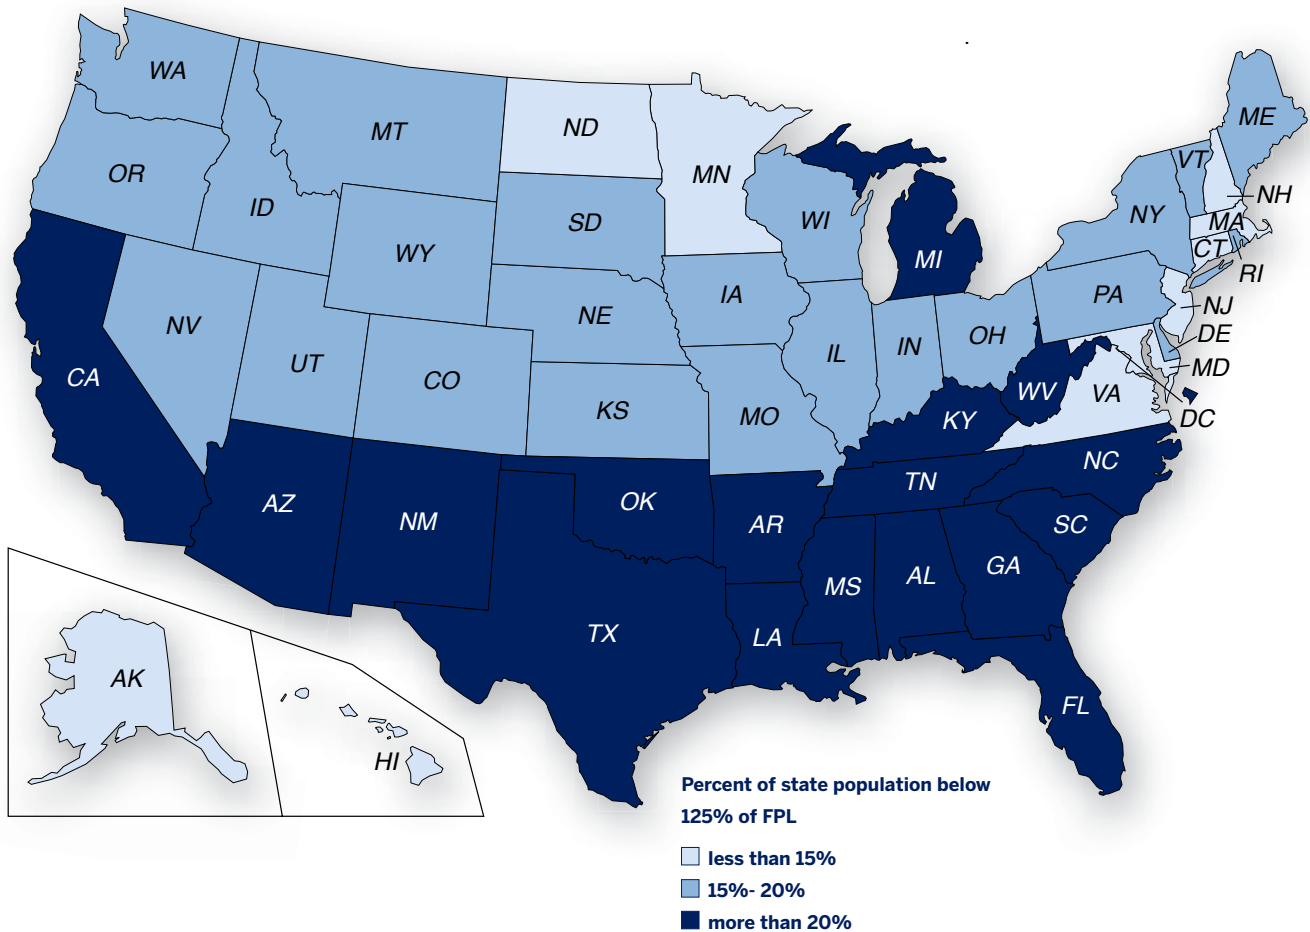 WA
MT
ND
MN
ME
VT
OR
ID
SD
WI
NH
NY
MA
WY
CT
MI
RI
IA
PA
NE
NJ
NV
DE
OH
IN
IL
UT
MD
CO
CA
WV
VA
KS
MO
DC
KY
NC
TN
OK
AZ
NM
AR
SC
GA
AL
MS
TX
LA
AK
FL
HI
Percent of state population below
125% of FPL
less than 15%
15%- 20%
more than 20%